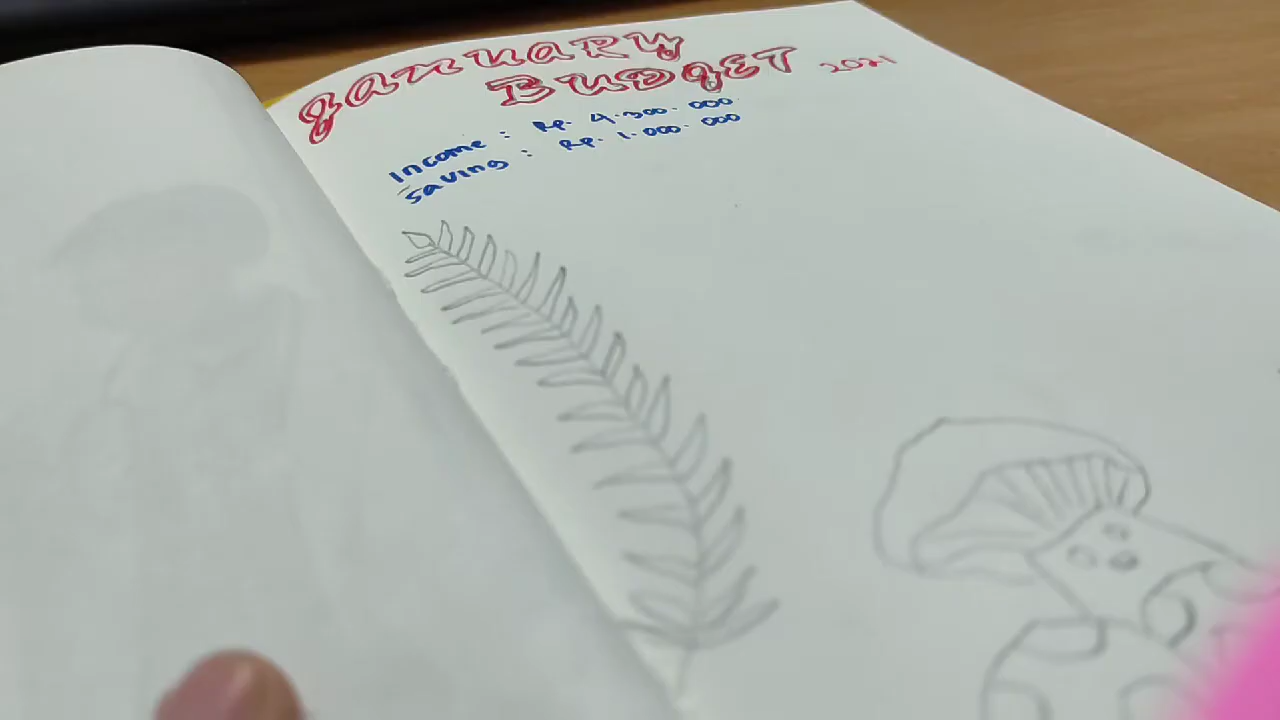 January
Budget 2021
Income : Rp. 4.300.000
Saving : Rp. 1.000.000